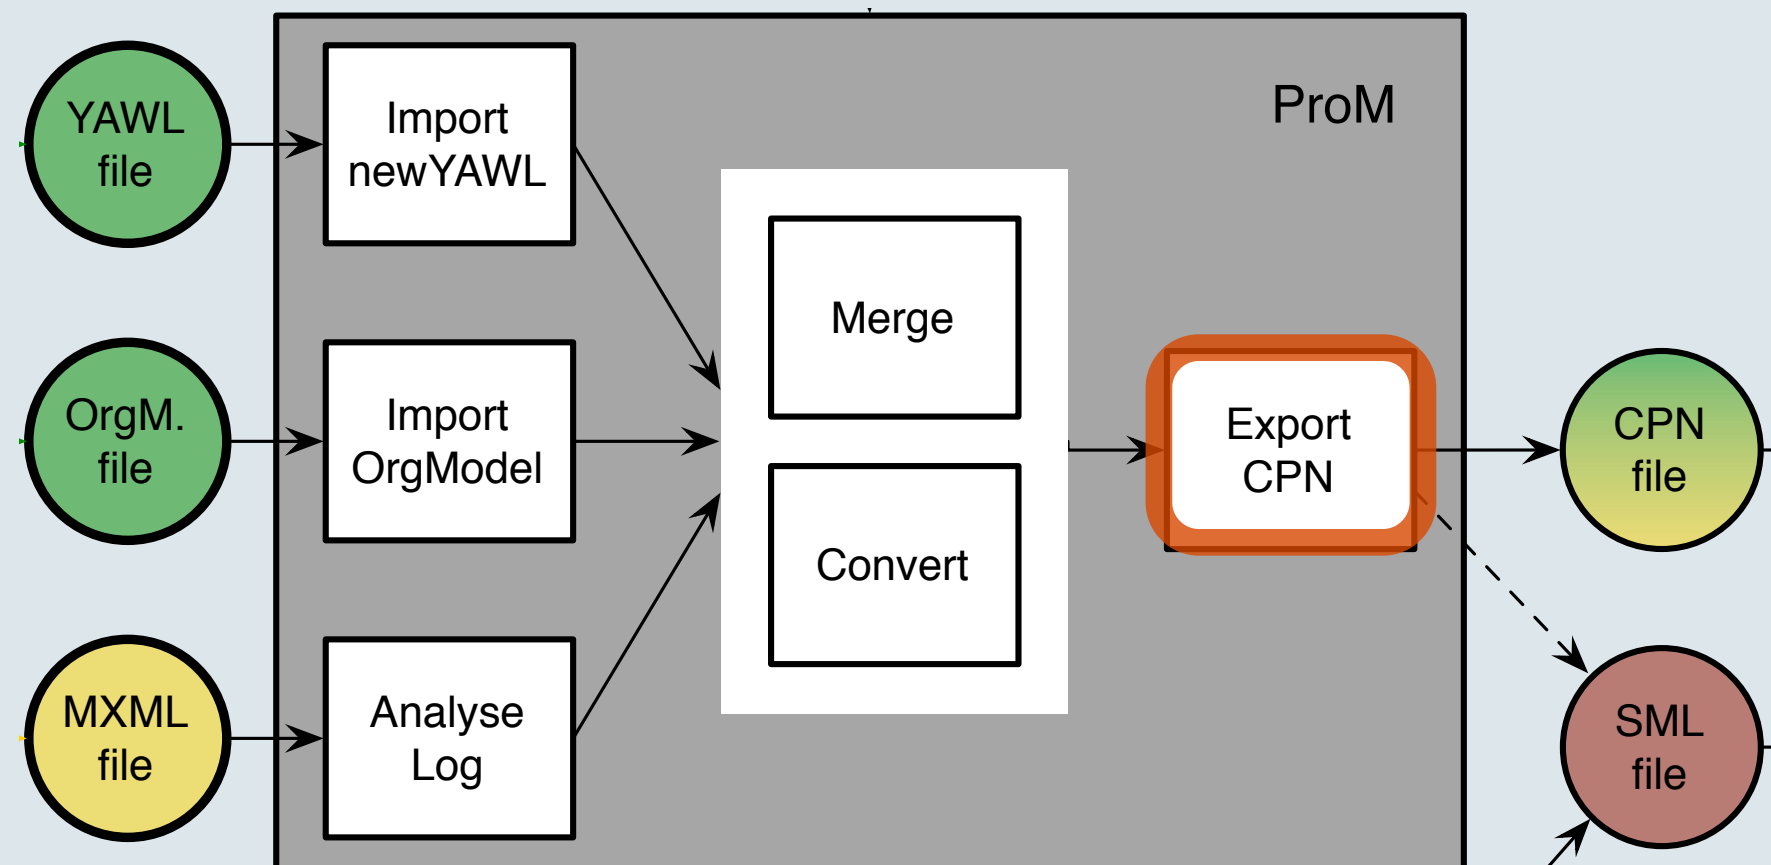 YAWL
file
Import
newYAWL
ProM
Merge
OrgM.
file
Import
OrgModel
Export
CPN
CPN
file
Convert
MXML
file
Analyse
Log
SML
file